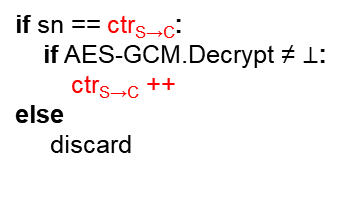 if sn == ctrS→C:
if AES-GCM.Decrypt ≠ ⊥:
ctrS→C ++
else
discard